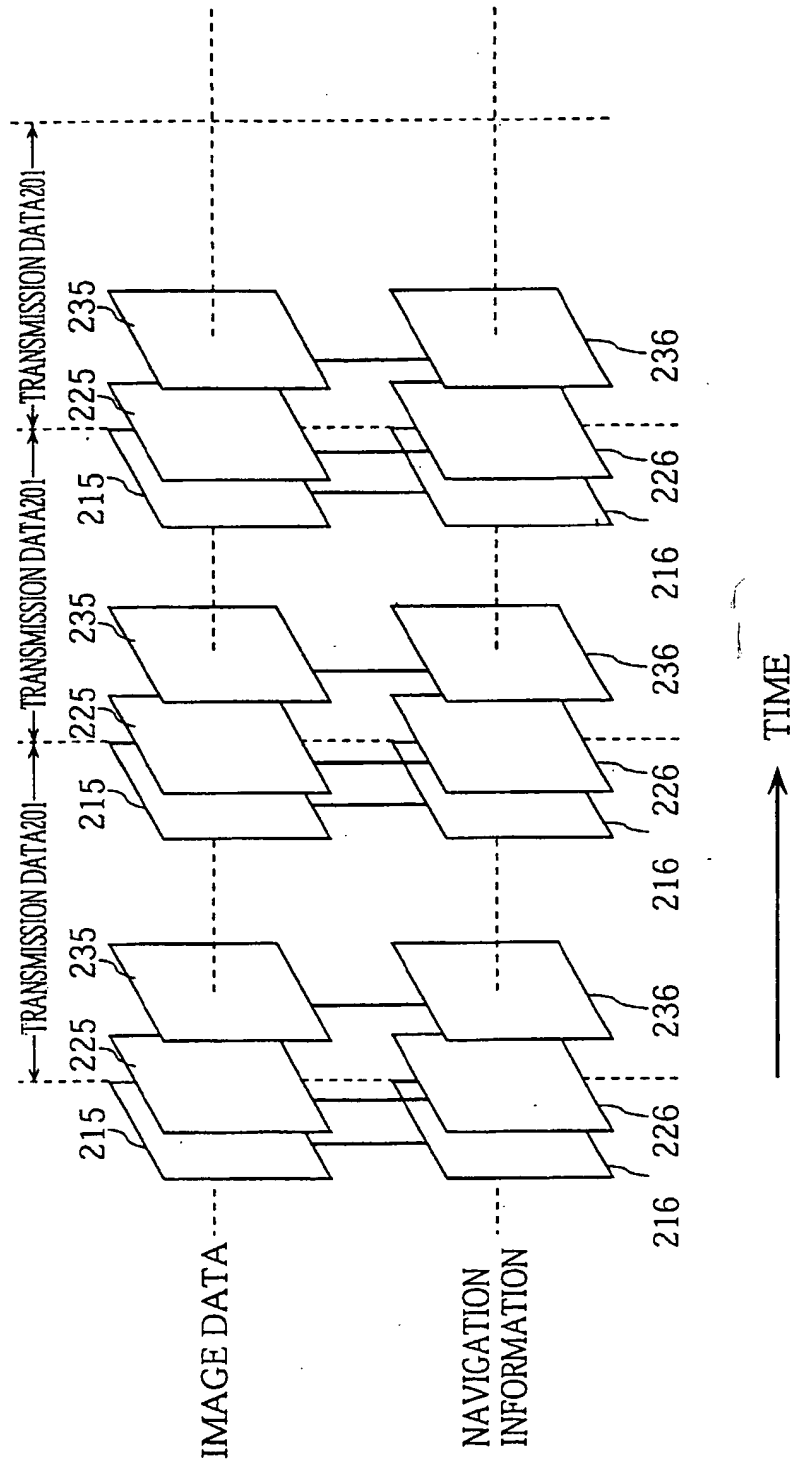 TRANSMISSION DATA201
TRANSMISSION DATA201
TRANSMISSION DATA201
215
225
235
215
225
235
215
225
235
IMAGE DATA
NAVIGATION
INFORMATION
216
226
236
216
226
236
216
226
236
TIME